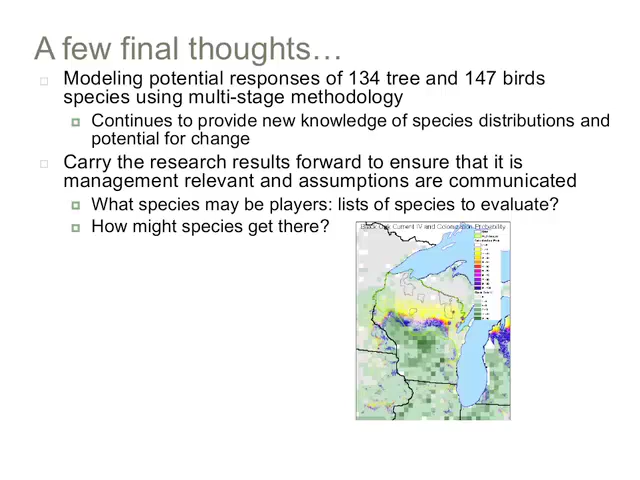 A few final thoughts…
Modeling potential responses of 134 tree and 147 birds
species using multi-stage methodology
Continues to provide new knowledge of species distributions and
potential for change
Carry the research results forward to ensure that it is
management relevant and assumptions are communicated
What species may be players: lists of species to evaluate?
How might species get there?
Black Oak Current IV and Colonization Probability